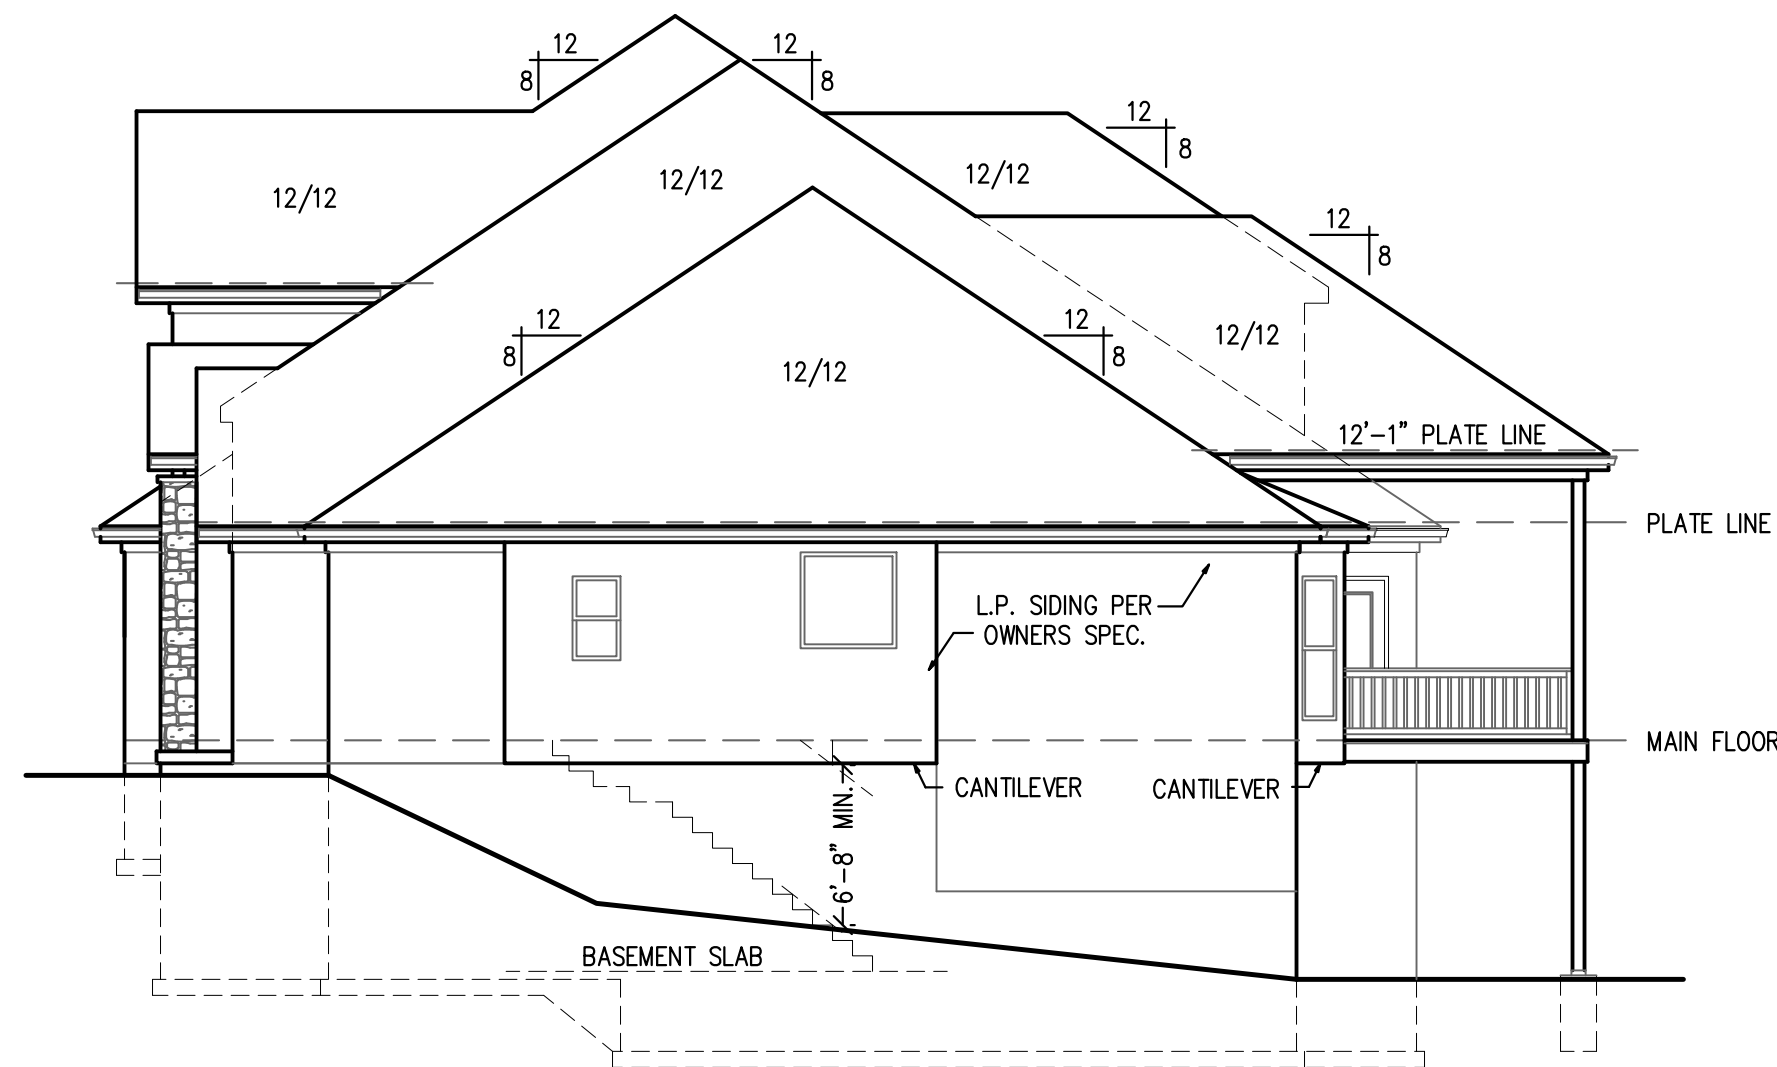 12
8
12
8
12
8
12/12
12/12
12/12
12
8
12
8
12
8
12/12
12/12
12'-1" PLATE LINE
PLATE LINE
L.P. SIDING PER
OWNERS SPEC.
MAIN FLOOR
CANTILEVER
CANTILEVER
6'-8" MIN.
BASEMENT SLAB